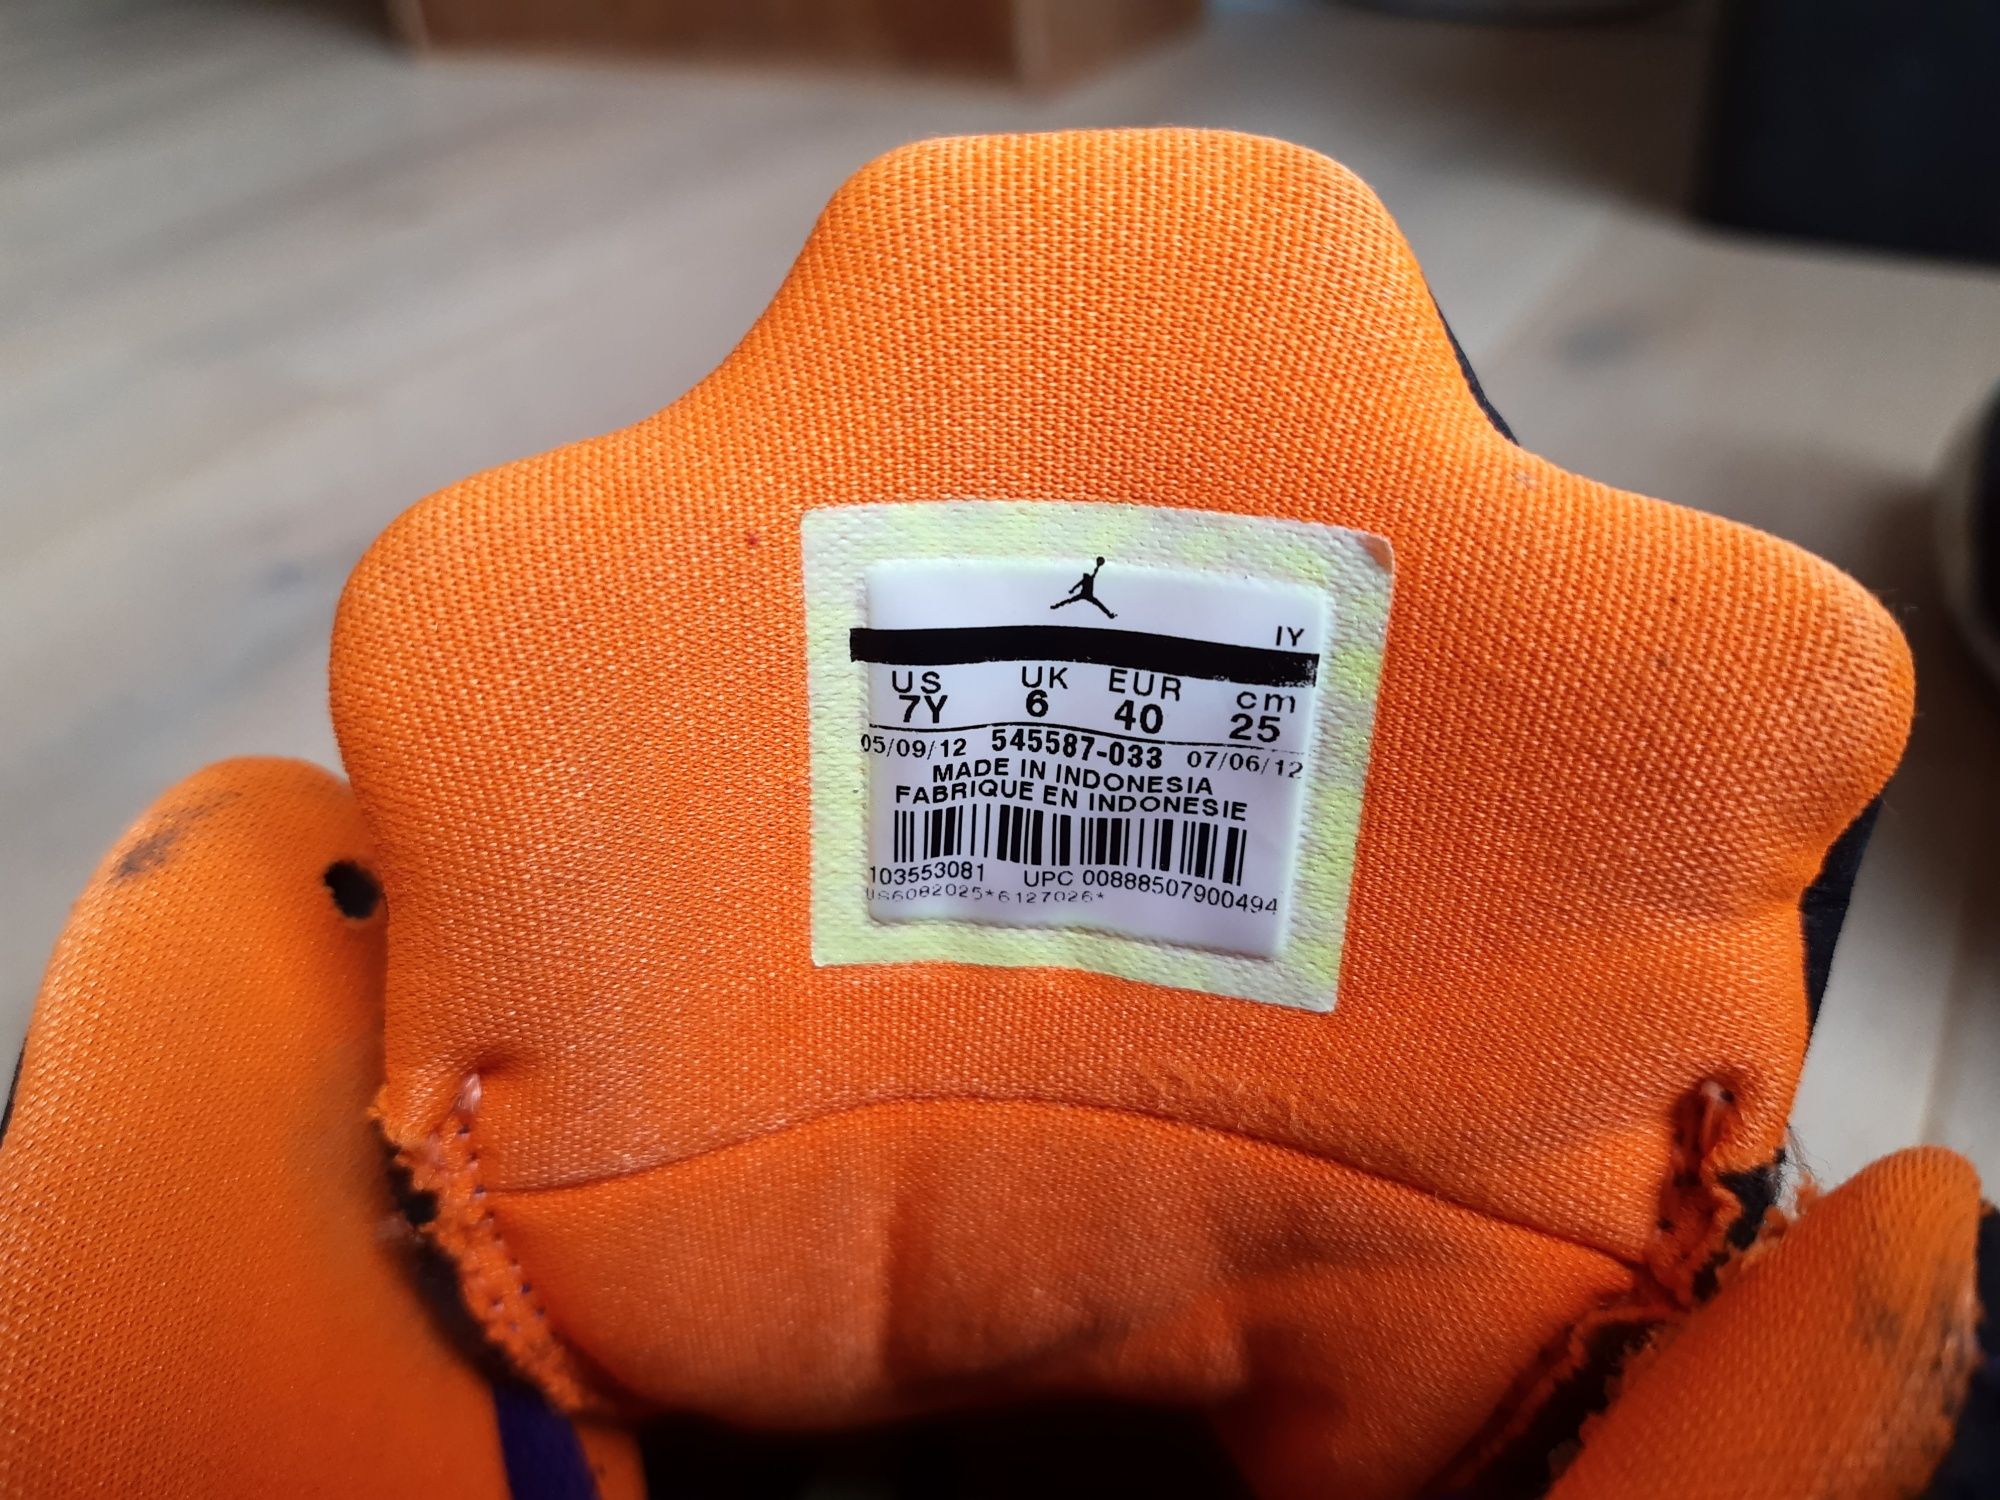 IY
US UK EUR cm
7Y 6 40 25
05/09/12 545587-033 07/06/12
MADE IN INDONESIA
FABRIQUE EN INDONESIE
103553081 UPC 00888507900494
US6082025*6127026*